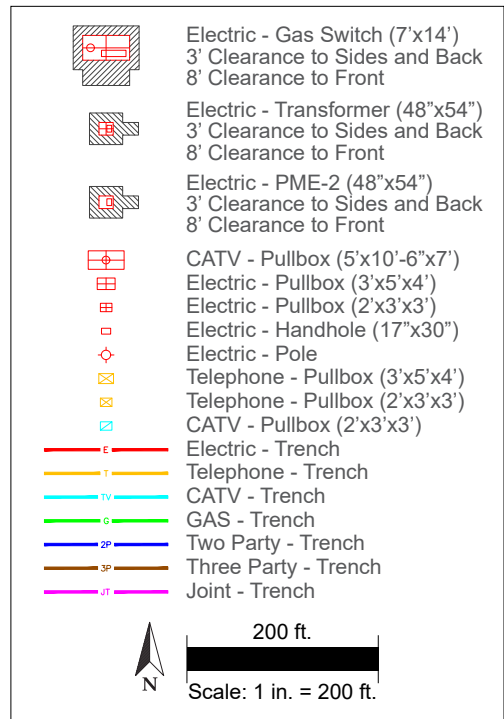 Electric - Gas Switch (7’x14’)
3’ Clearance to Sides and Back
8’ Clearance to Front
Electric - Transformer (48”x54”)
3’ Clearance to Sides and Back
8’ Clearance to Front
Electric - PME-2 (48”x54”)
3’ Clearance to Sides and Back
8’ Clearance to Front
CATV - Pullbox (5’x10’-6”x7’)
Electric - Pullbox (3’x5’x4’)
Electric - Pullbox (2’x3’x3’)
Electric - Handhole (17”x30”)
Electric - Pole
Telephone - Pullbox (3’x5’x4’)
Telephone - Pullbox (2’x3’x3’)
CATV - Pullbox (2’x3’x3’)
E Electric - Trench
T Telephone - Trench
TV CATV - Trench
G GAS - Trench
2P Two Party - Trench
3P Three Party - Trench
JT Joint - Trench
200 ft.
N
Scale: 1 in. = 200 ft.